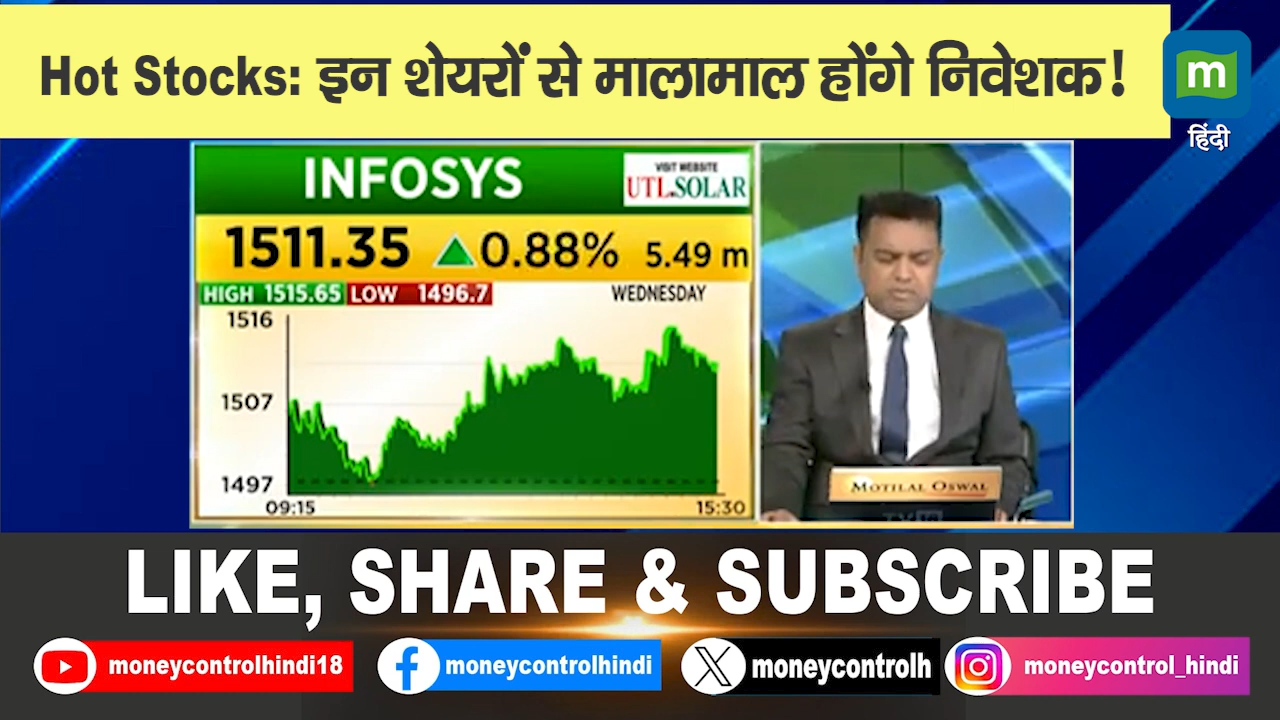 Hot Stocks: इन शेयरों से मालामाल होंगे निवेशक!
m
हिंदी
INFOSYS
VISIT WEBSITE
UTL SOLAR
1511.35 ▲0.88% 5.49 m
HIGH 1515.65 LOW 1496.7 WEDNESDAY
1516
1507
1497
09:15 15:30
MOTILAL OSWAL
LIKE, SHARE & SUBSCRIBE
moneycontrolhindi18 moneycontrolhindi moneycontrolh moneycontrol_hindi